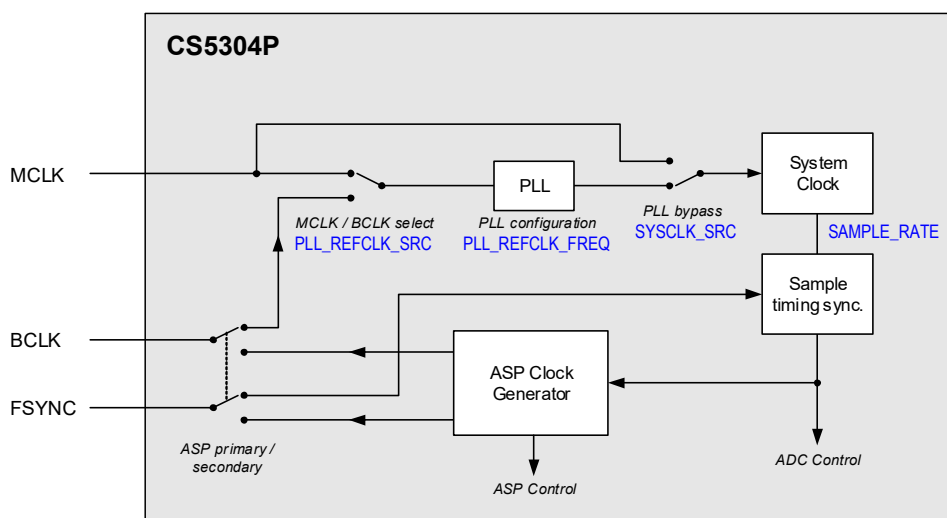 CS5304P
MCLK
System
Clock
PLL
MCLK / BCLK select
PLL configuration
PLL bypass
PLL_REFCLK_SRC
PLL_REFCLK_FREQ
SYSCLK_SRC
SAMPLE_RATE
Sample
timing sync.
BCLK
ASP Clock
Generator
FSYNC
ASP primary /
secondary
ADC Control
ASP Control